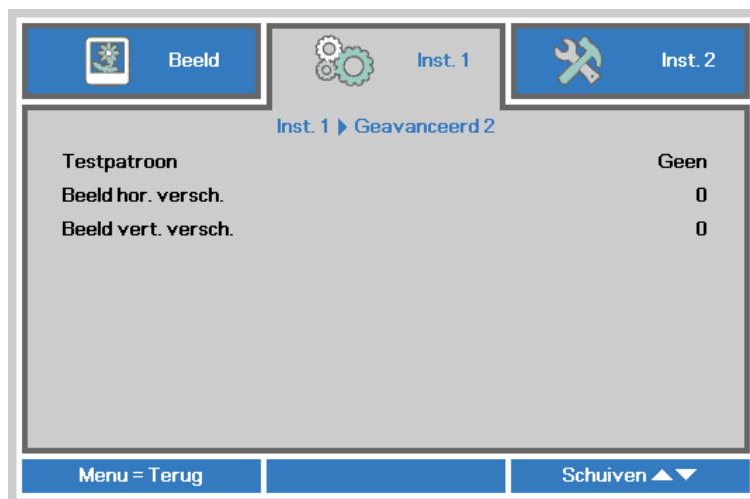 Beeld
Inst. 1
Inst. 2
Inst. 1 ▶ Geavanceerd 2
Testpatroon Geen
Beeld hor. versch. 0
Beeld vert. versch. 0
Menu = Terug
Schuiven ▲▼